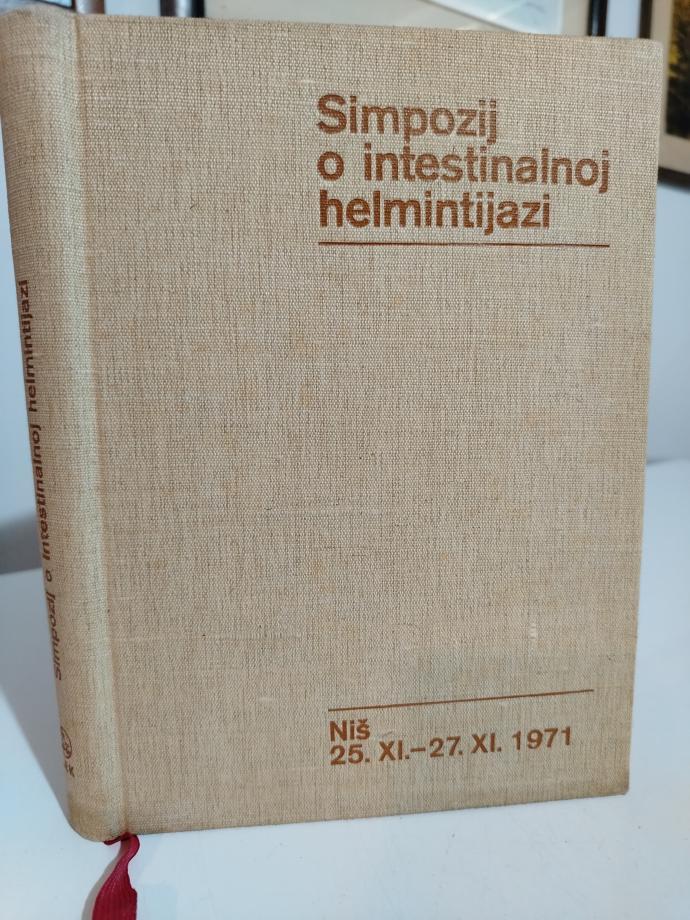 Simpozij
o intestinalnoj
helmintijazi
Niš
25. XI.–27. XI. 1971
Simpozij o intestinalnoj helmintijazi